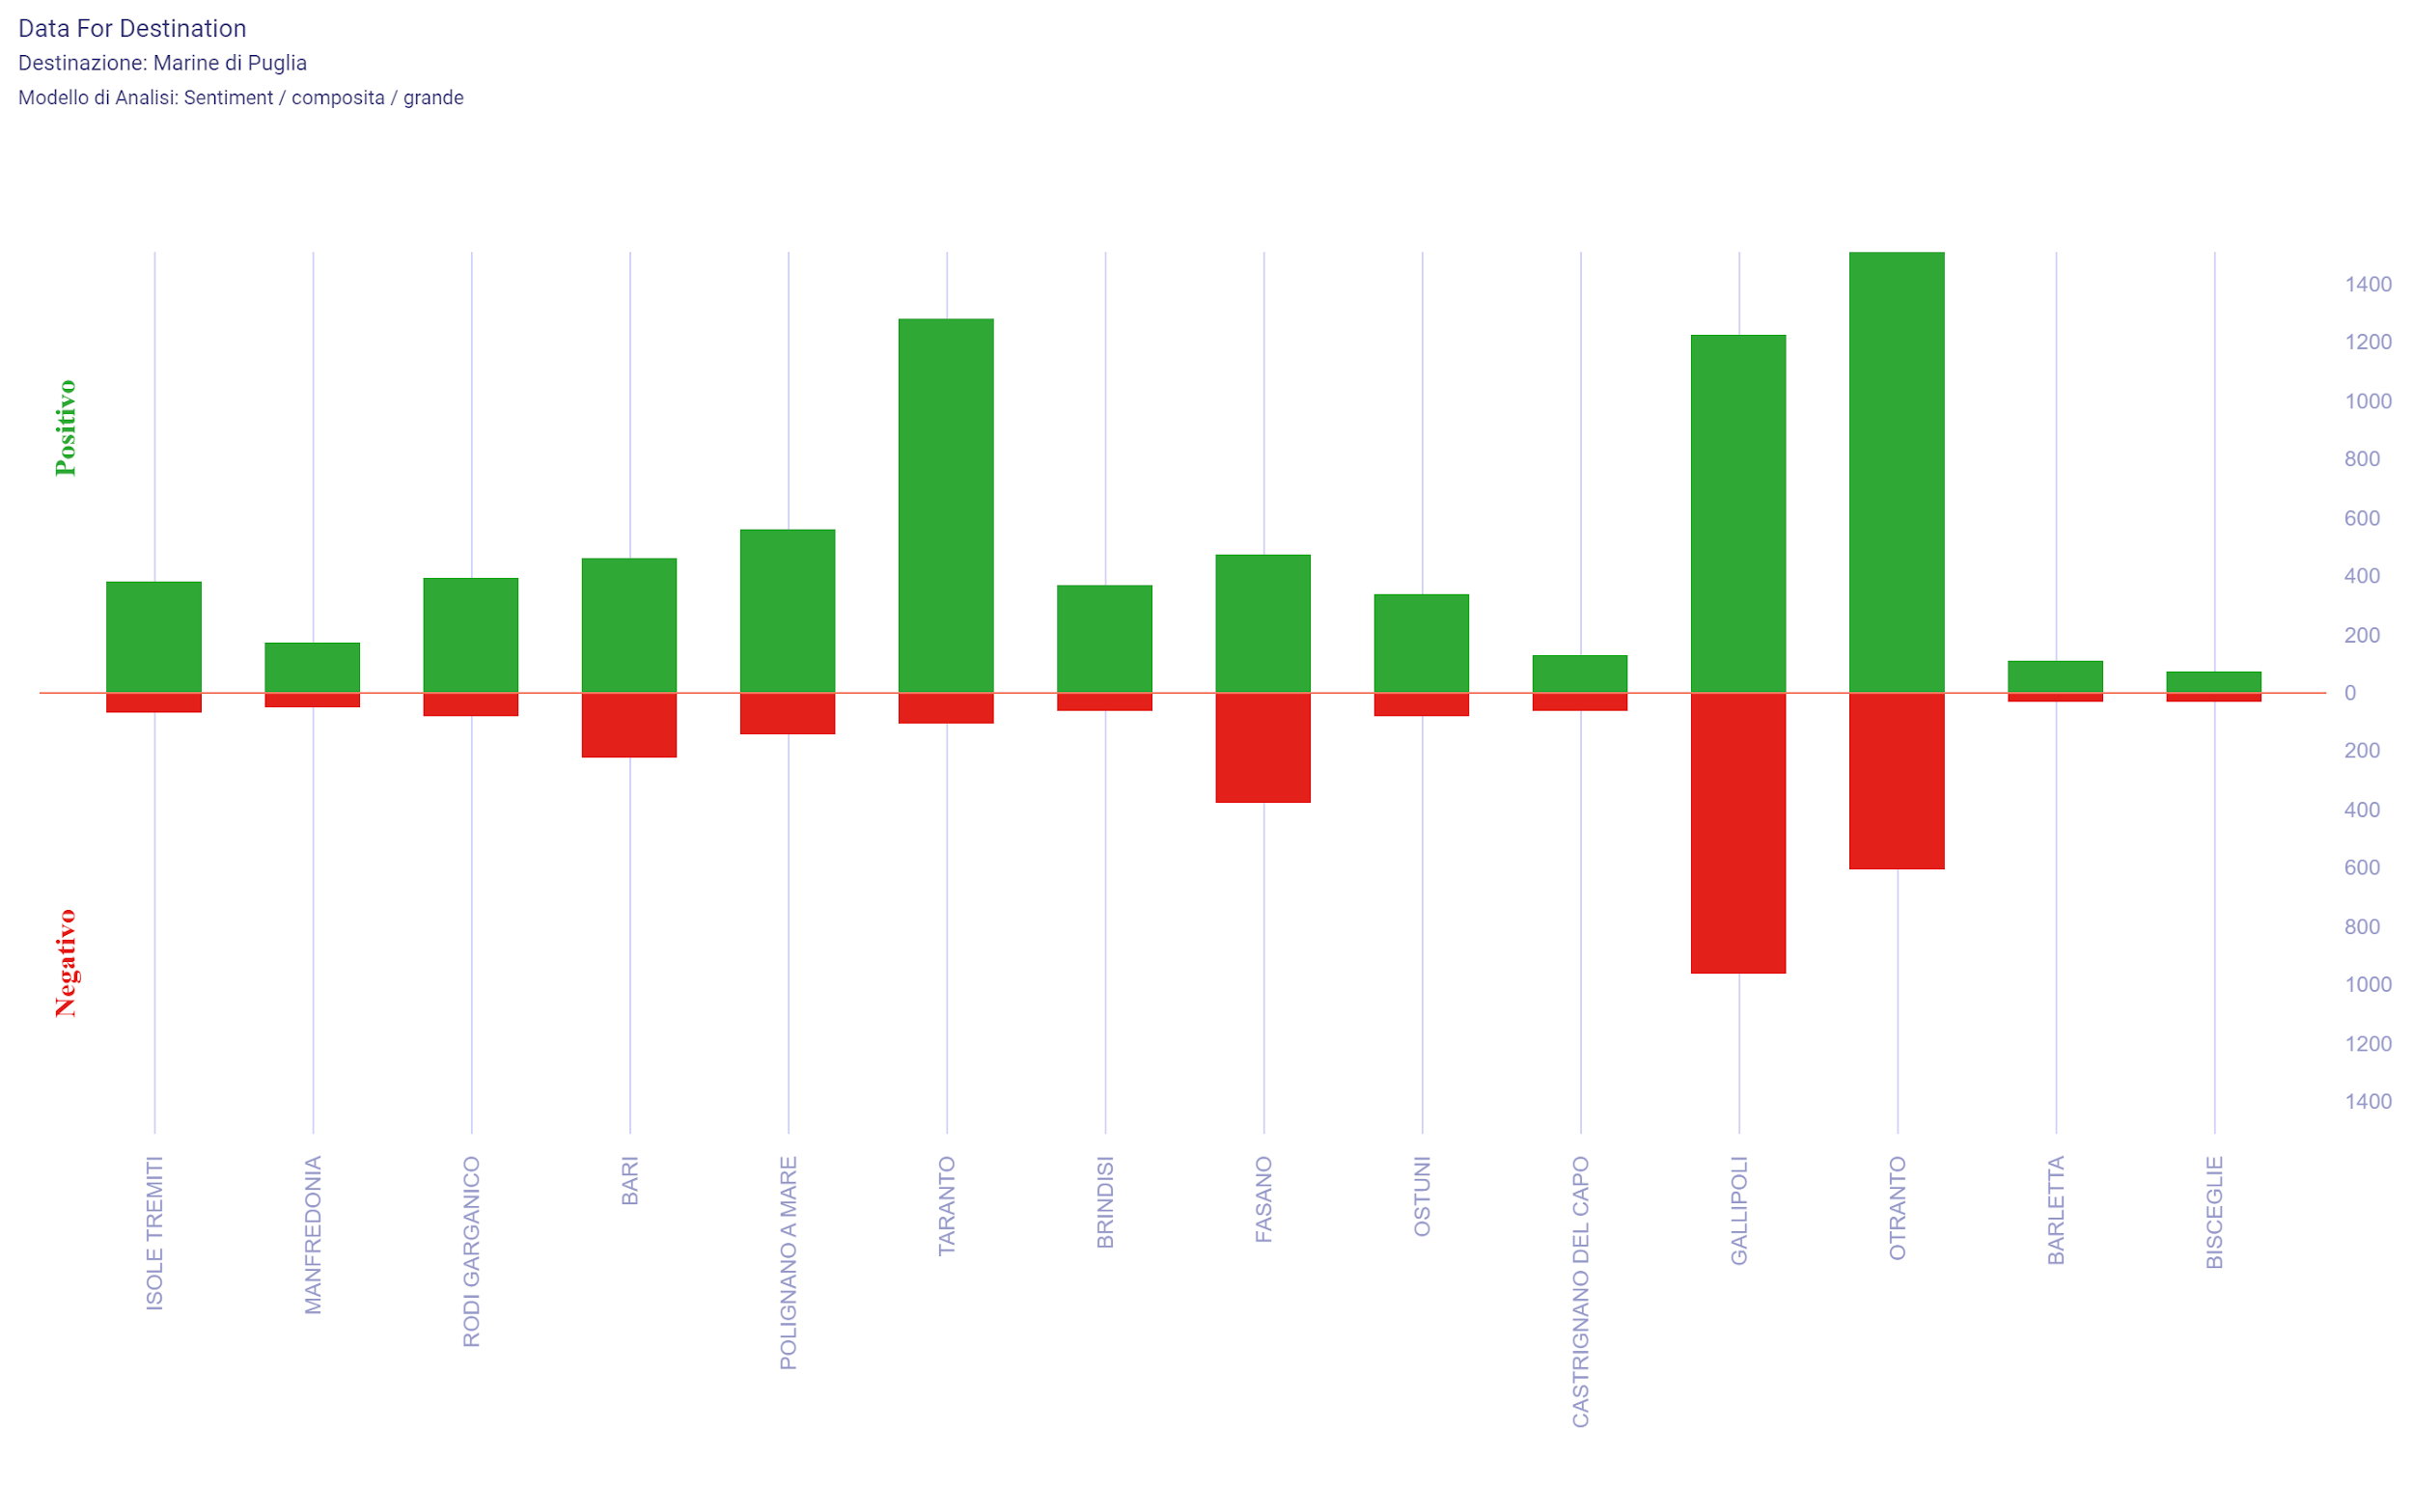 Data For Destination
Destinazione: Marine di Puglia
Modello di Analisi: Sentiment / composita / grande
Positivo
Negativo
1400
1200
1000
800
600
400
200
0
200
400
600
800
1000
1200
1400
ISOLE TREMITI
MANFREDONIA
RODI GARGANICO
BARI
POLIGNANO A MARE
TARANTO
BRINDISI
FASANO
OSTUNI
CASTRIGNANO DEL CAPO
GALLIPOLI
OTRANTO
BARLETTA
BISCEGLIE